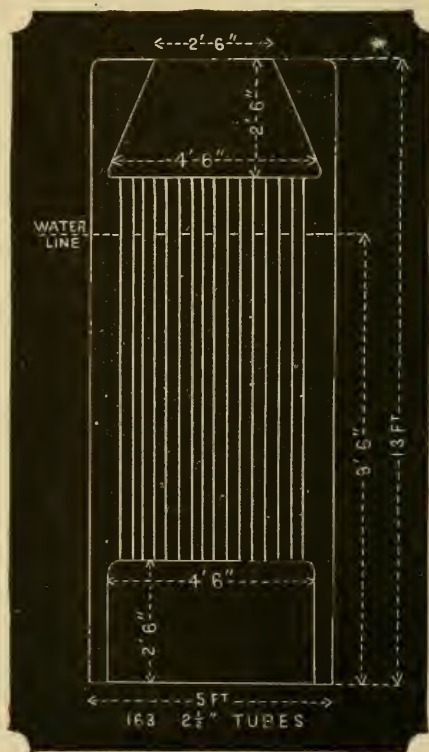 2'-6"
2'6"
4'-6"
WATER
LINE
9'6"
13 FT
4'6"
2'6"
5 FT
163 2½" TUBES